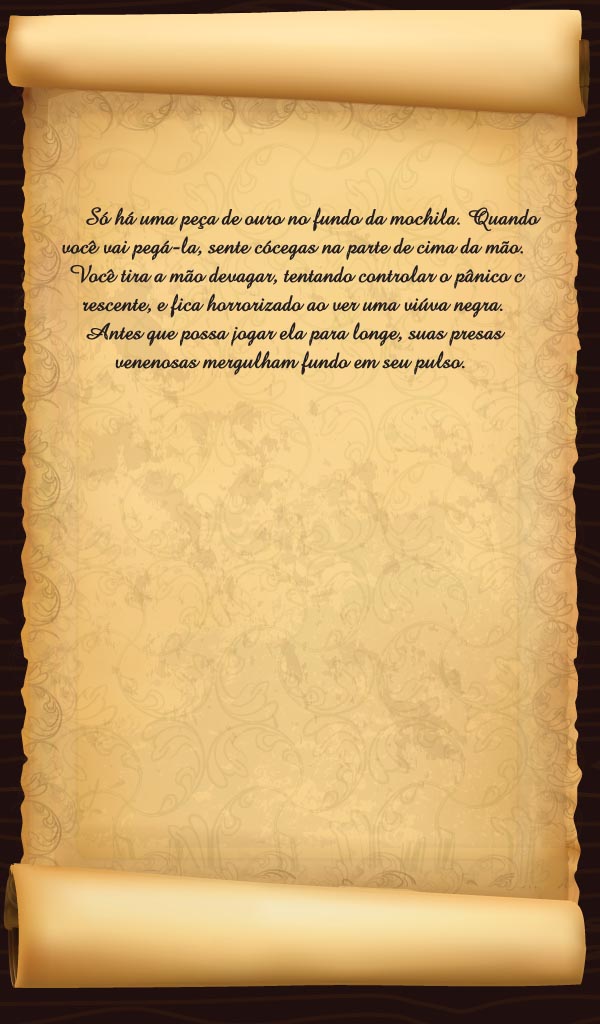 Só há uma peça de ouro no fundo da mochila. Quando
você vai pegá-la, sente cócegas na parte de cima da mão.
Você tira a mão devagar, tentando controlar o pânico c
rescente, e fica horrorizado ao ver uma viúva negra.
Antes que possa jogar ela para longe, suas presas
venenosas mergulham fundo em seu pulso.